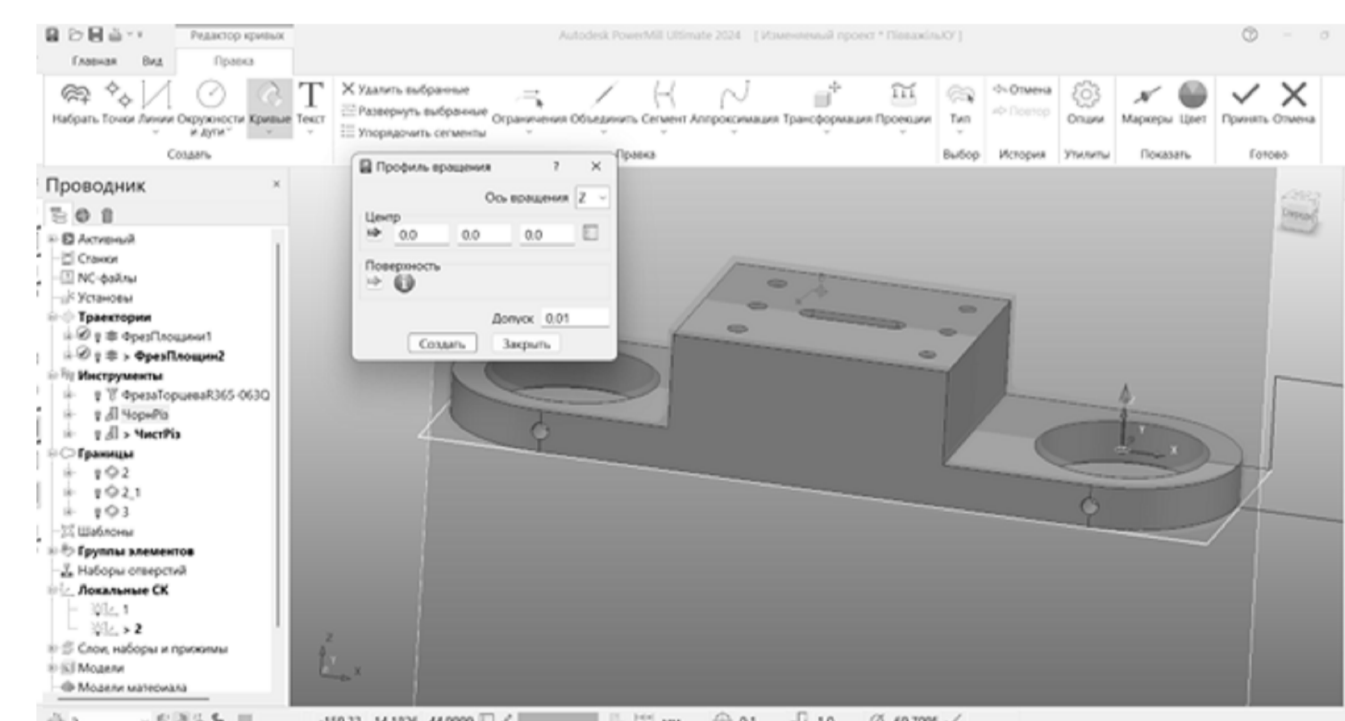 Редактор кривых
Autodesk PowerMill Ultimate 2024 [ Изменяемый проект * ПіважільХУ ]
Главная Вид Правка
Набрать Точки Линии Окружности и дуги Кривые Текст
Создать
Удалить выбранные
Развернуть выбранные
Упорядочить сегменты
Ограничения Объединить Сегмент Аппроксимация Трансформация Проекции
Правка
Тип
Выбор
Отмена
Повтор
История
Опции
Утилиты
Маркеры Цвет
Показать
Принять Отмена
Готово
Проводник
Активный
Станки
NC-файлы
Установы
Траектории
ФрезПлощини1
> ФрезПлощин2
Инструменты
ФрезаТорцеваR365-063Q
ЧорнРіз
> ЧистРіз
Границы
2
2_1
3
Шаблоны
Группы элементов
Наборы отверстий
Локальные СК
1
> 2
Слои, наборы и прижимы
Модели
Модели материала
Профиль вращения ? ×
Ось вращения Z
Центр
0.0 0.0 0.0
Поверхность
Допуск 0,01
Создать Закрыть
Z
Y
X
Y
X